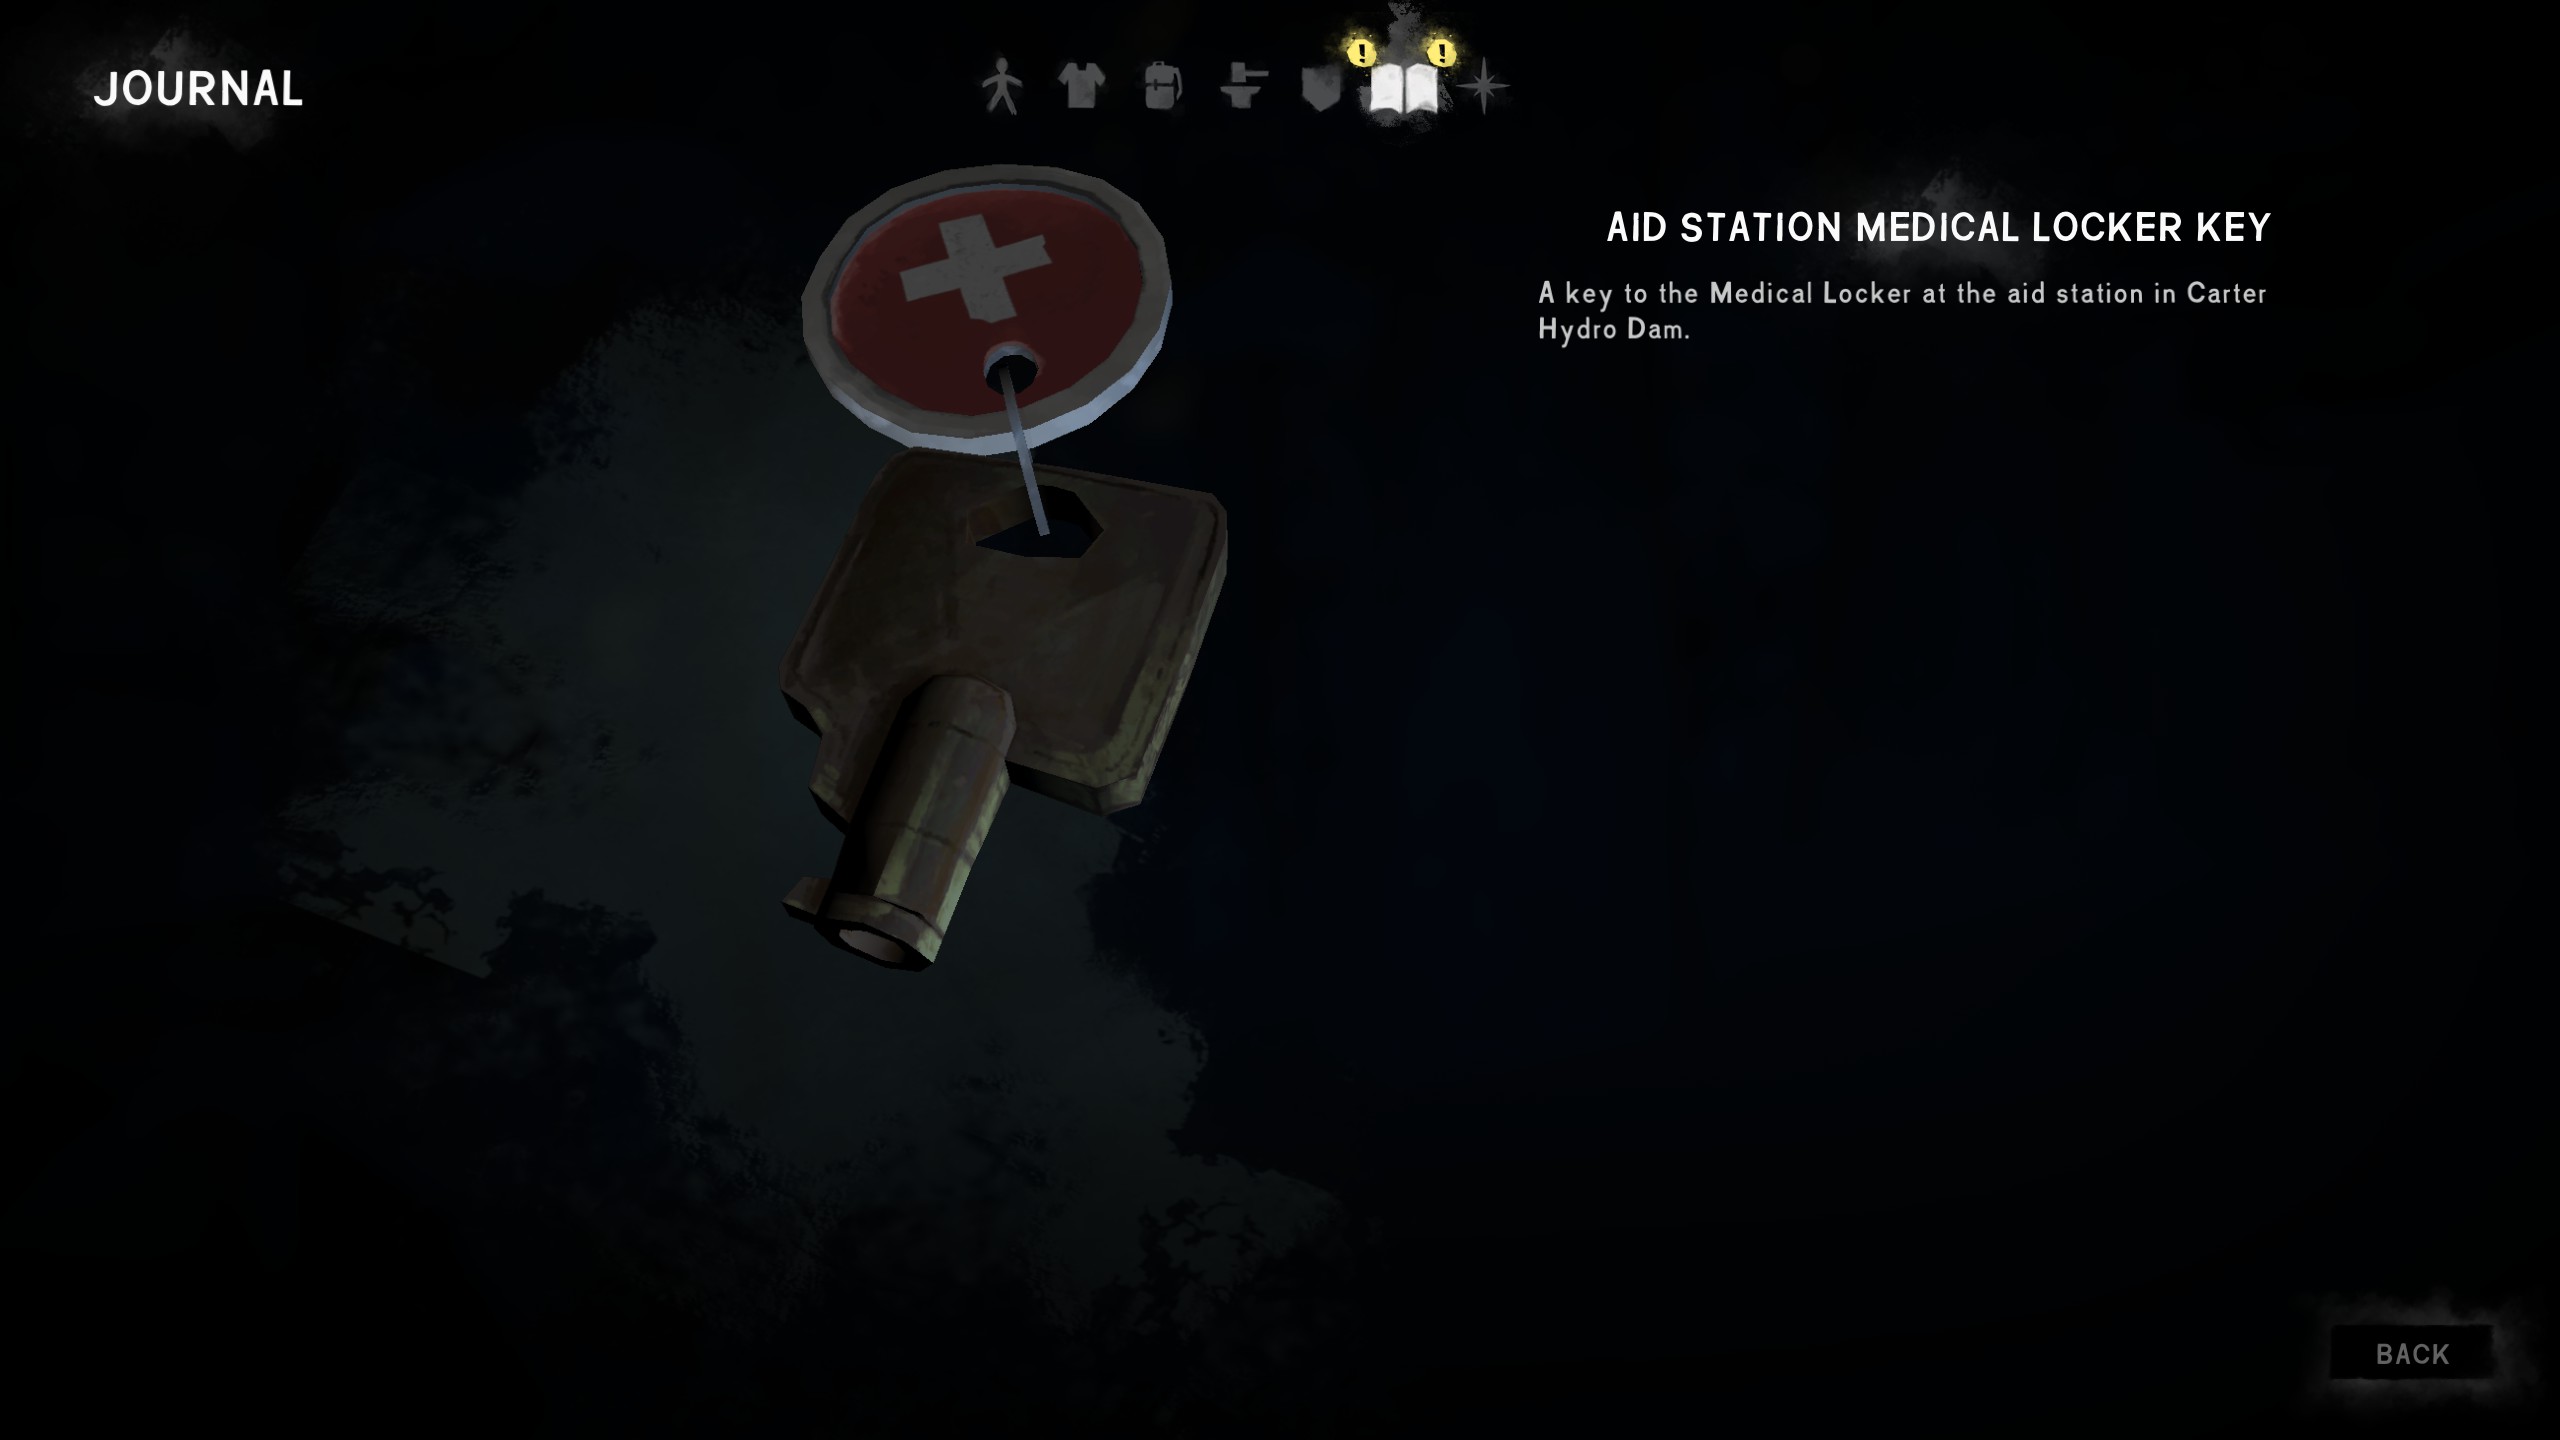 JOURNAL
AID STATION MEDICAL LOCKER KEY
A key to the Medical Locker at the aid station in Carter
Hydro Dam.
BACK